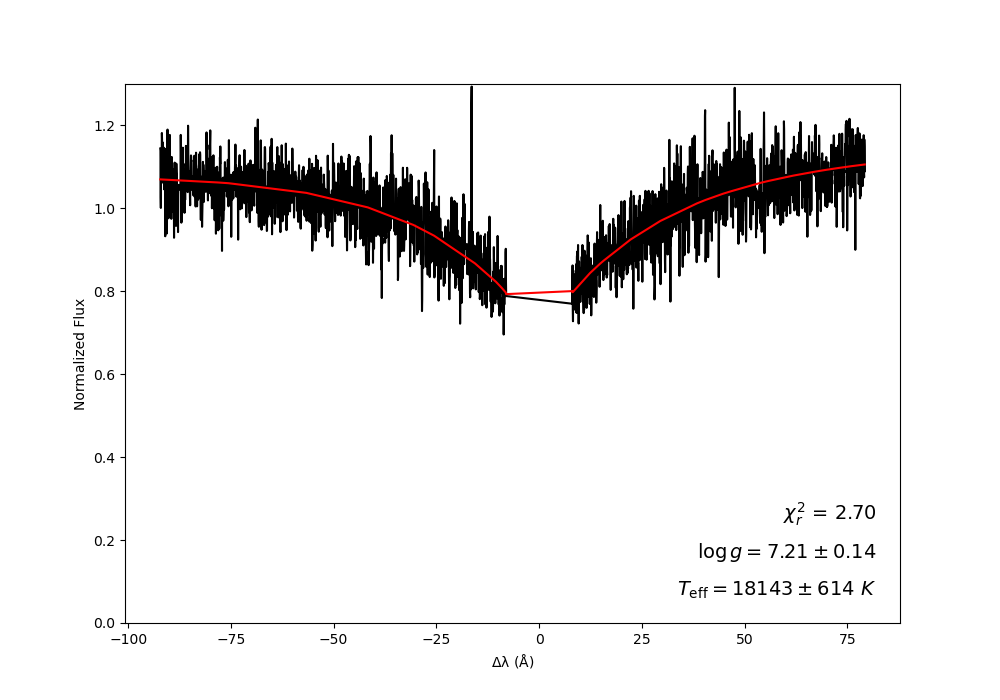 1.2
1.0
0.8
0.6
0.4
0.2
0.0
Normalized Flux
χ²ᵣ = 2.70
log g = 7.21 ± 0.14
T_eff = 18143 ± 614 K
−100 −75 −50 −25 0 25 50 75
Δλ (Å)